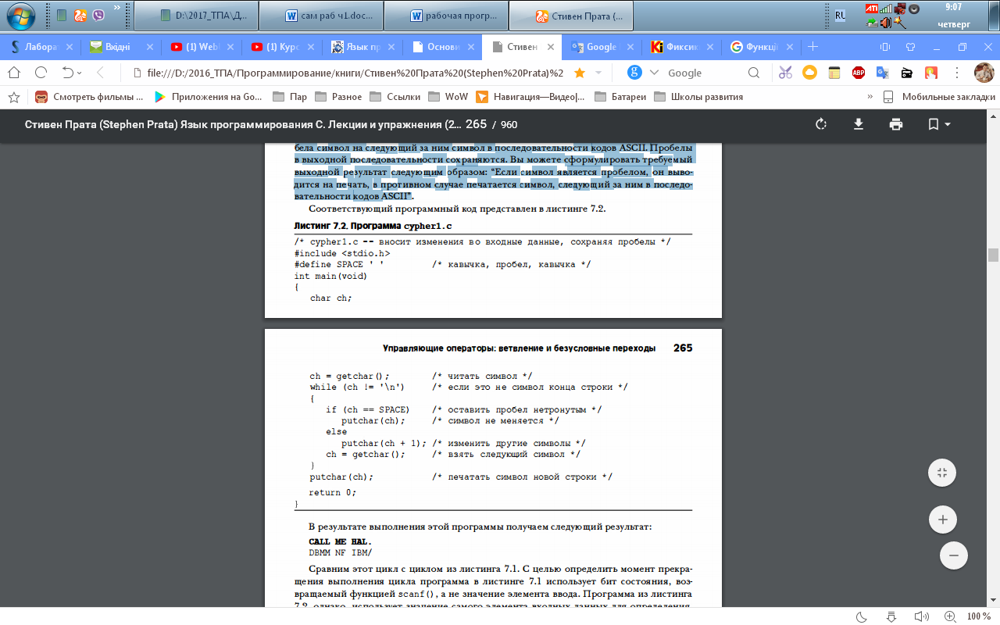 D:\2017_ТПА\Д...
сам раб ч1.doc...
рабочая прогр...
Стивен Прата (...
RU
9:07
четверг
Лаборат
Вхідні
(1) Webl
(1) Курс
Язык пр
Основи
Стивен
Google
Фиксик
Функції
file:///D:/2016_ТПА/Программирование/книги/Стивен%20Прата%20(Stephen%20Prata)%2
Google
Смотреть фильмы ...
Приложения на Go...
Пар
Разное
Ссылки
WoW
Навигация—Видео|...
Батареи
Школы развития
»
Мобильные закладки
Стивен Прата (Stephen Prata) Язык программирования С. Лекции и упражнения (2... 265 / 960
бела символ на следующий за ним символ в последовательности кодов ASCII. Пробелы
в выходной последовательности сохраняются. Вы можете сформулировать требуемый
выходной результат следующим образом: “Если символ является пробелом, он выво-
дится на печать, в противном случае печатается символ, следующий за ним в последо-
вательности кодов ASCII”.
Соответствующий программный код представлен в листинге 7.2.
Листинг 7.2. Программа cypher1.c
/* cypher1.c -- вносит изменения во входные данные, сохраняя пробелы */
#include <stdio.h>
#define SPACE ' ' /* кавычка, пробел, кавычка */
int main(void)
{
char ch;
Управляющие операторы: ветвление и безусловные переходы 265
ch = getchar(); /* читать символ */
while (ch != '\n') /* если это не символ конца строки */
{
if (ch == SPACE) /* оставить пробел нетронутым */
putchar(ch); /* символ не меняется */
else
putchar(ch + 1); /* изменить другие символы */
ch = getchar(); /* взять следующий символ */
}
putchar(ch); /* печатать символ новой строки */
return 0;
}
В результате выполнения этой программы получаем следующий результат:
CALL ME HAL.
DBMM NF IBM/
Сравним этот цикл с циклом из листинга 7.1. С целью определить момент прекра-
щения выполнения цикла программа в листинге 7.1 использует бит состояния, воз-
вращаемый функцией scanf(), а не значение элемента ввода. Программа из листинга
7.2, однако, использует значение самого элемента входных данных для определения,
100 %